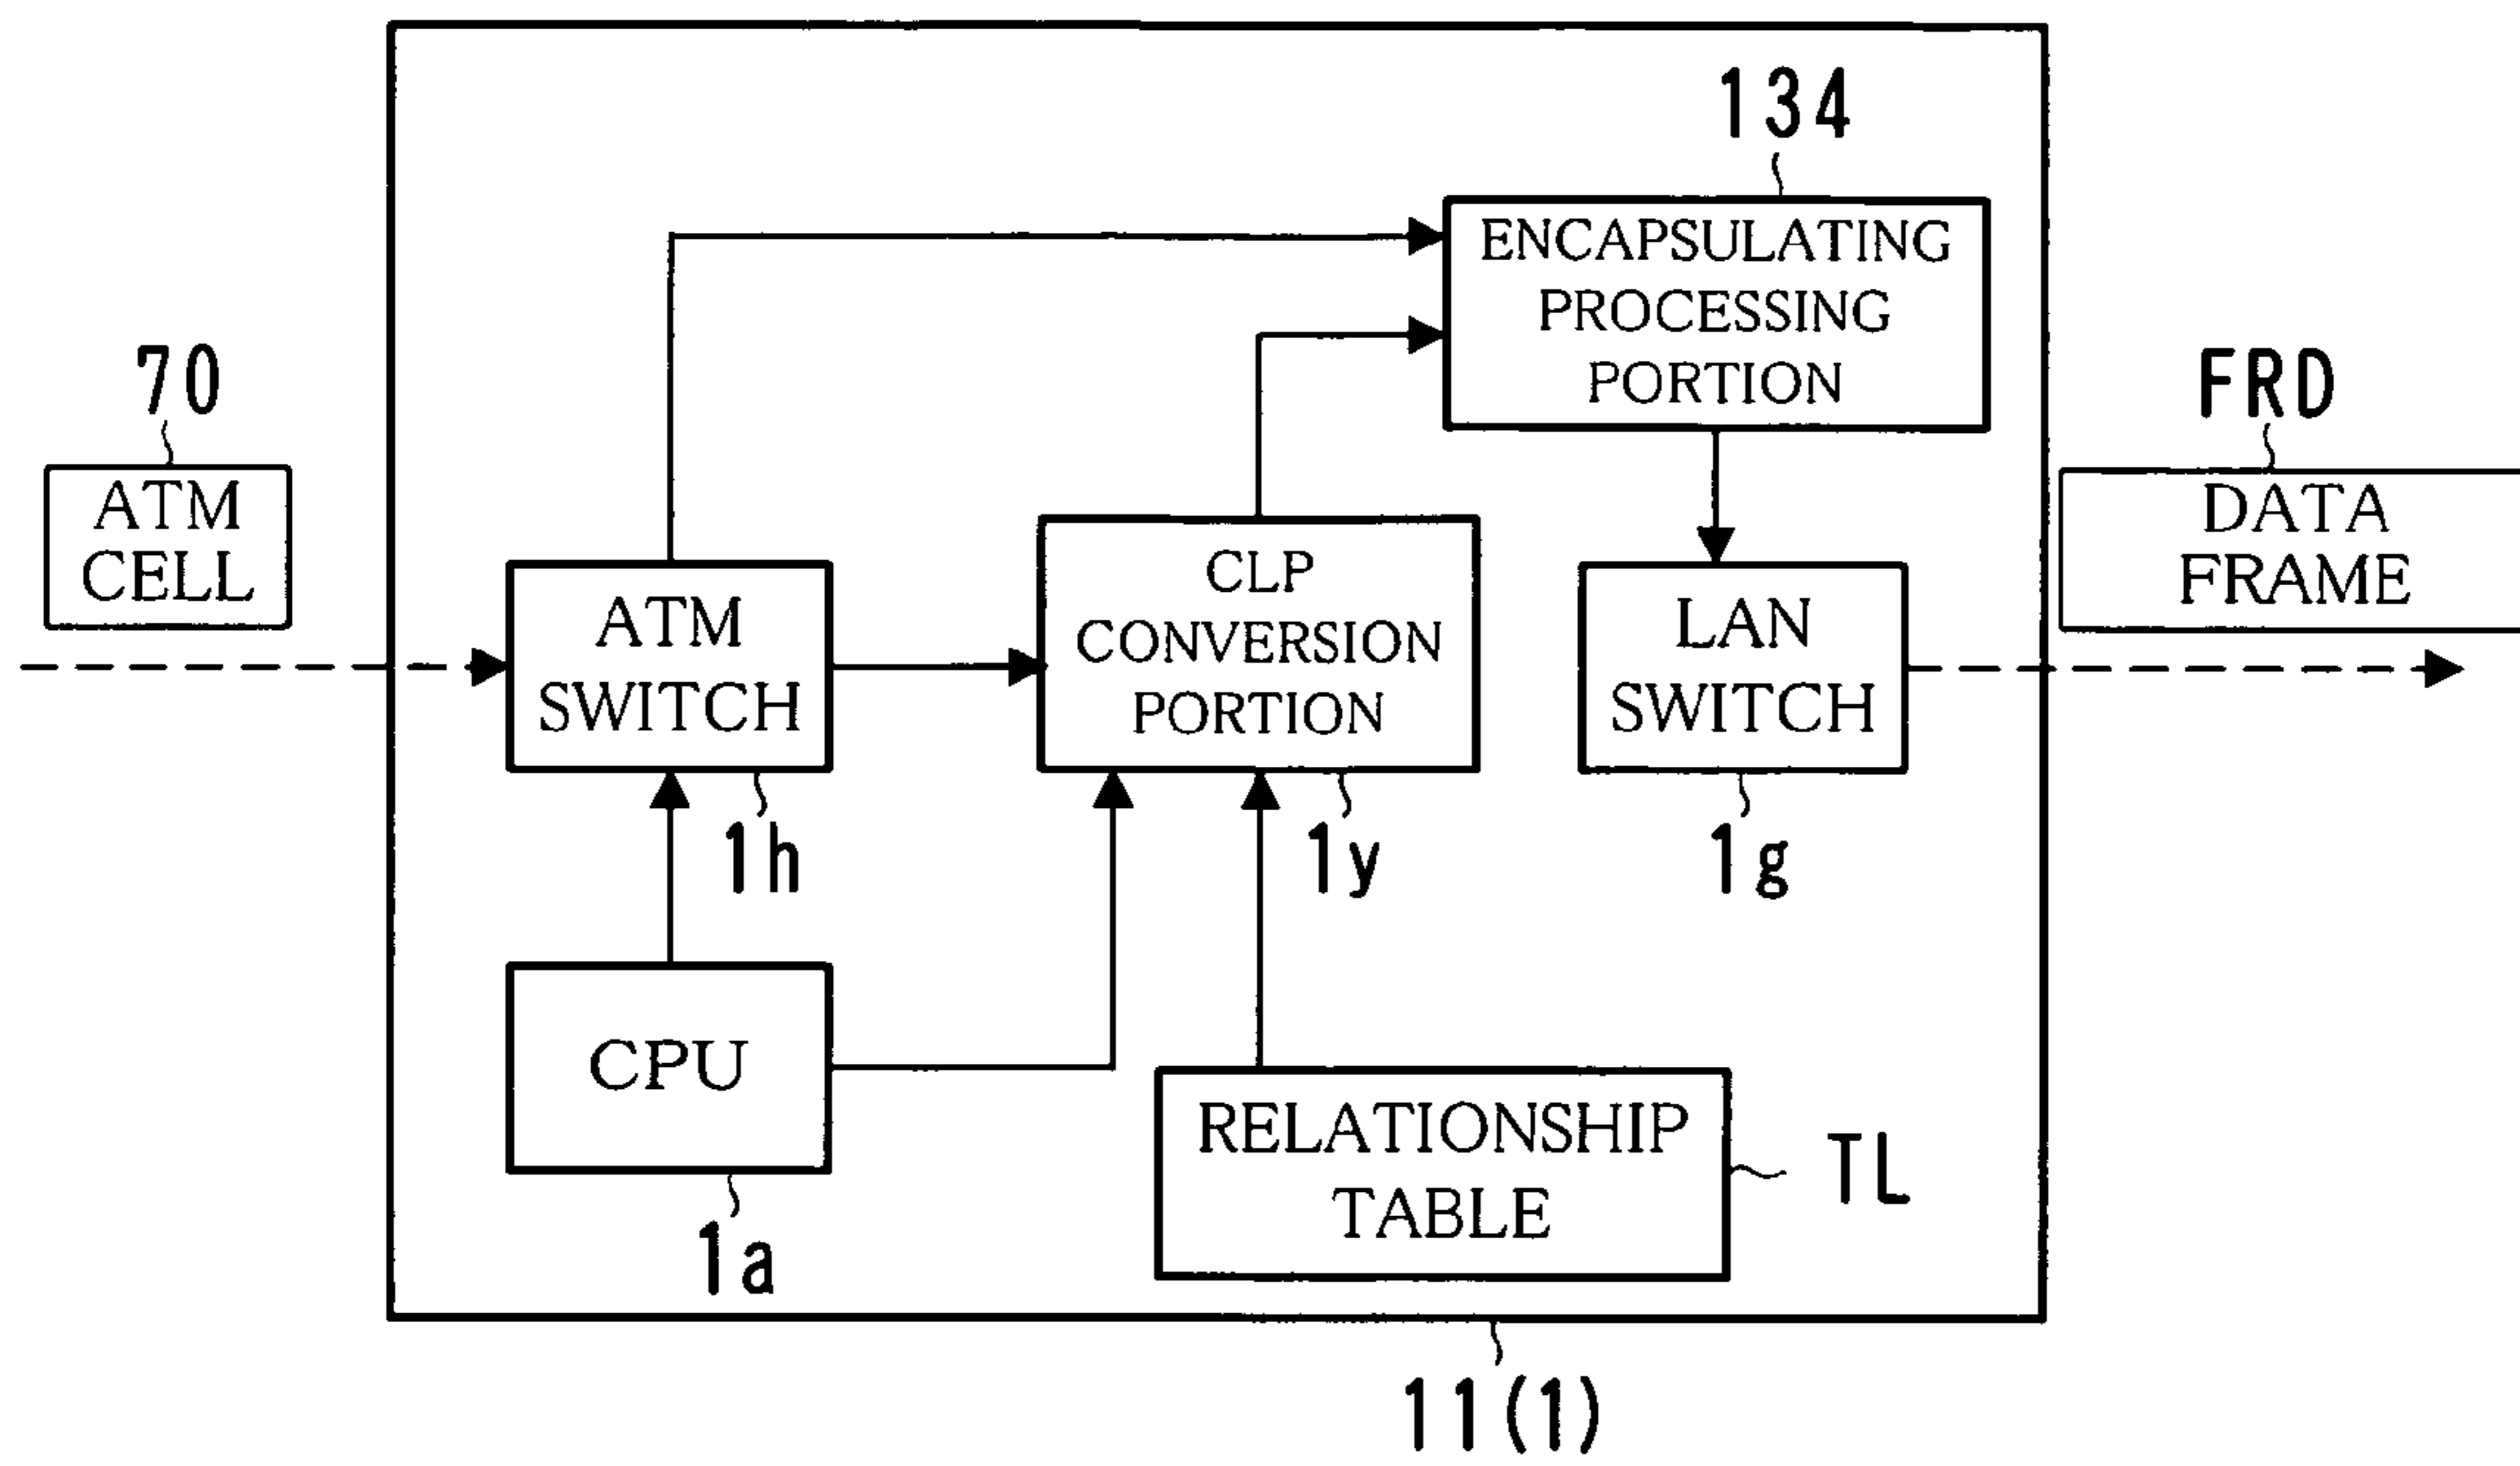 134
ENCAPSULATING
PROCESSING
PORTION
70
ATM
CELL
FRD
DATA
FRAME
ATM
SWITCH
1h
CLP
CONVERSION
PORTION
1y
LAN
SWITCH
1g
CPU
1a
RELATIONSHIP
TABLE
TL
11(1)